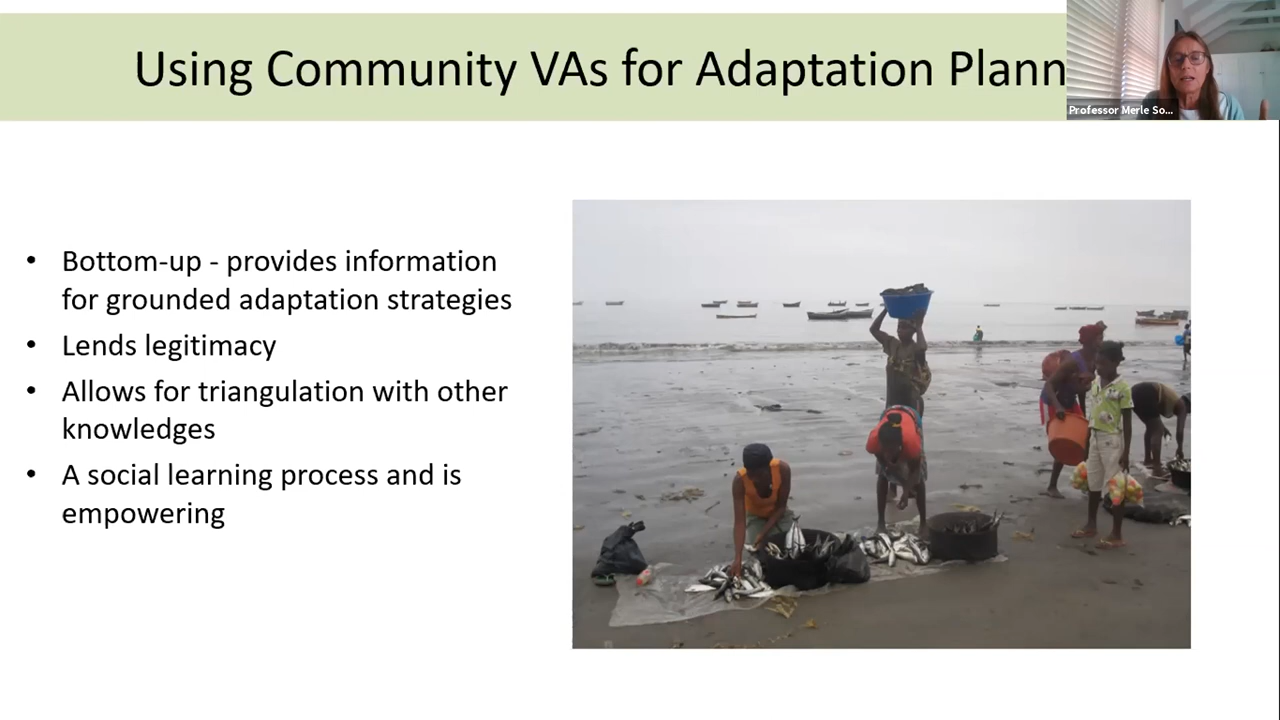 Using Community VAs for Adaptation Plann
Professor Merle So...
• Bottom-up - provides information
for grounded adaptation strategies
• Lends legitimacy
• Allows for triangulation with other
knowledges
• A social learning process and is
empowering